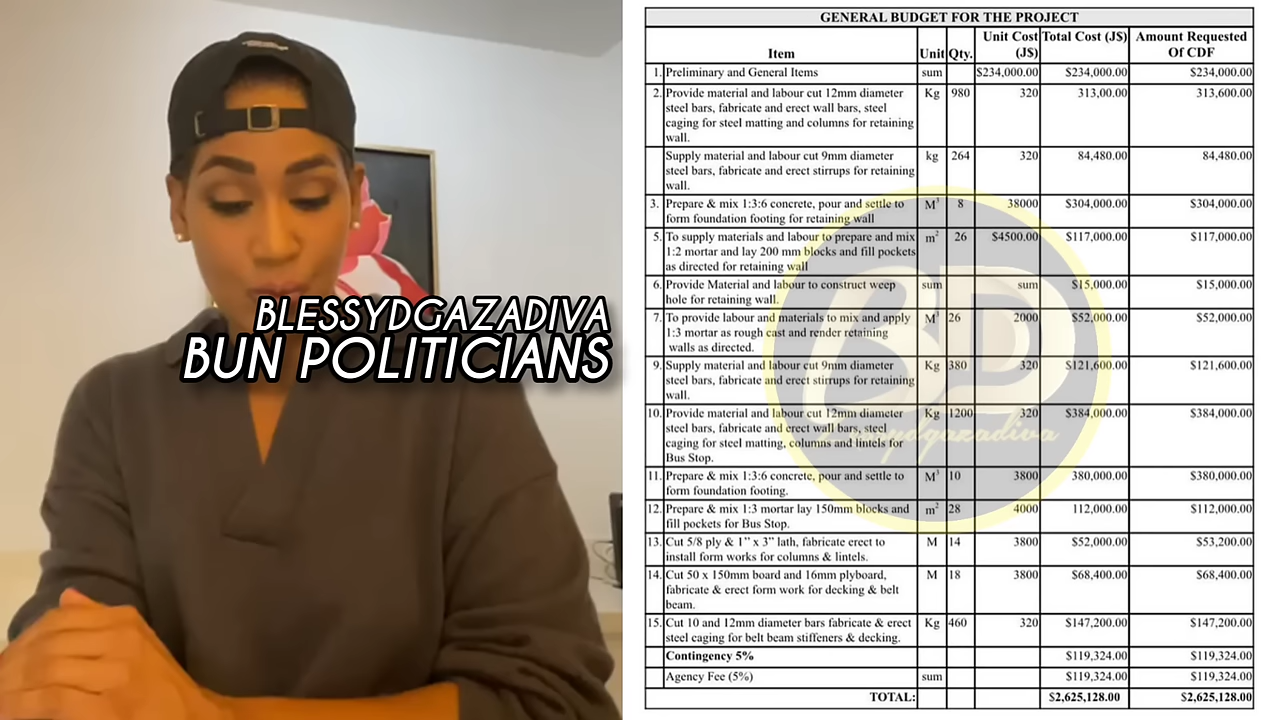 BLESSYDGAZADIVA
BUN POLITICIANS
GENERAL BUDGET FOR THE PROJECT
Item Unit Qty. Unit Cost (J$) Total Cost (J$) Amount Requested Of CDF
1. Preliminary and General Items sum $234,000.00 $234,000.00 $234,000.00
2. Provide material and labour cut 12mm diameter Kg 980 320 313,00.00 313,600.00
steel bars, fabricate and erect wall bars, steel
caging for steel matting and columns for retaining
wall.
Supply material and labour cut 9mm diameter kg 264 320 84,480.00 84,480.00
steel bars, fabricate and erect stirrups for retaining
wall.
3. Prepare & mix 1:3:6 concrete, pour and settle to M³ 8 38000 $304,000.00 $304,000.00
form foundation footing for retaining wall
5. To supply materials and labour to prepare and mix m² 26 $4500.00 $117,000.00 $117,000.00
1:2 mortar and lay 200 mm blocks and fill pockets
as directed for retaining wall
6. Provide Material and labour to construct weep sum sum $15,000.00 $15,000.00
hole for retaining wall.
7. To provide labour and materials to mix and apply M³ 26 2000 $52,000.00 $52,000.00
1:3 mortar as rough cast and render retaining
walls as directed.
9. Supply material and labour cut 9mm diameter Kg 380 320 $121,600.00 $121,600.00
steel bars, fabricate and erect stirrups for retaining
wall.
10. Provide material and labour cut 12mm diameter Kg 1200 320 $384,000.00 $384,000.00
steel bars, fabricate and erect wall bars, steel
caging for steel matting, columns and lintels for
Bus Stop.
11. Prepare & mix 1:3:6 concrete, pour and settle to M³ 10 3800 380,000.00 $380,000.00
form foundation footing.
12. Prepare & mix 1:3 mortar lay 150mm blocks and m² 28 4000 112,000.00 $112,000.00
fill pockets for Bus Stop.
13. Cut 5/8 ply & 1” x 3” lath, fabricate erect to M 14 3800 $52,000.00 $53,200.00
install form works for columns & lintels.
14. Cut 50 x 150mm board and 16mm plyboard, M 18 3800 $68,400.00 $68,400.00
fabricate & erect form work for decking & belt
beam.
15. Cut 10 and 12mm diameter bars fabricate & erect Kg 460 320 $147,200.00 $147,200.00
steel caging for belt beam stiffeners & decking.
Contingency 5% $119,324.00 $119,324.00
Agency Fee (5%) sum $119,324.00 $119,324.00
TOTAL: $2,625,128.00 $2,625,128.00